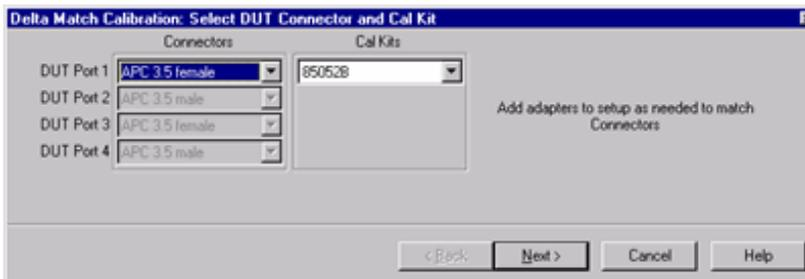 Delta Match Calibration: Select DUT Connector and Cal Kit
Connectors Cal Kits
DUT Port 1 APC 3.5 female 85052B
DUT Port 2 APC 3.5 male
DUT Port 3 APC 3.5 female
DUT Port 4 APC 3.5 male
Add adapters to setup as needed to match
Connectors
< Back Next > Cancel Help